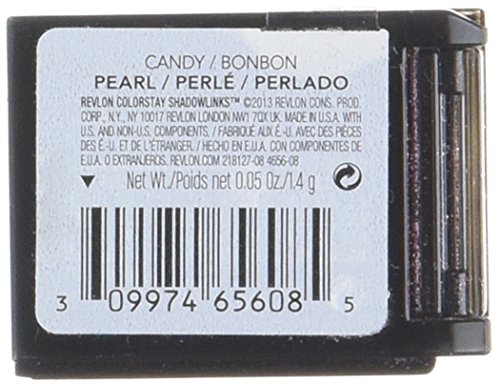 CANDY / BONBON
PEARL / PERLÉ / PERLADO
REVLON COLORSTAY SHADOWLINKS™ ©2013 REVLON CONS. PROD.
CORP., N.Y., NY 10017 REVLON LONDON NW1 7QX UK. MADE IN U.S.A. WITH
U.S. AND NON-U.S. COMPONENTS. / FABRIQUÉ AUX É.-U. AVEC DES PIÈCES
DES É-U. ET DE L'ÉTRANGER. / HECHO EN E.U.A. CON COMPONENTES DE
E.U.A. O EXTRANJEROS. REVLON.COM 218127-08 4656-08
▼ Net Wt./Poids net 0.05 Oz./1.4 g
3 09974 65608 5